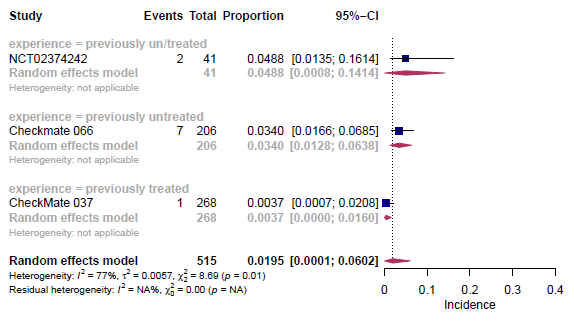 Study Events Total Proportion 95%−CI
experience = previously un/treated
NCT02374242 2 41 0.0488 [0.0135; 0.1614]
Random effects model 41 0.0488 [0.0008; 0.1414]
Heterogeneity: not applicable
experience = previously untreated
Checkmate 066 7 206 0.0340 [0.0166; 0.0685]
Random effects model 206 0.0340 [0.0128; 0.0638]
Heterogeneity: not applicable
experience = previously treated
CheckMate 037 1 268 0.0037 [0.0007; 0.0208]
Random effects model 268 0.0037 [0.0000; 0.0160]
Heterogeneity: not applicable
Random effects model 515 0.0195 [0.0001; 0.0602]
Heterogeneity: I² = 77%, τ² = 0.0057, χ²₂ = 8.69 (p = 0.01)
Residual heterogeneity: I² = NA%, χ²₀ = 0.00 (p = NA)
0 0.1 0.2 0.3 0.4
Incidence